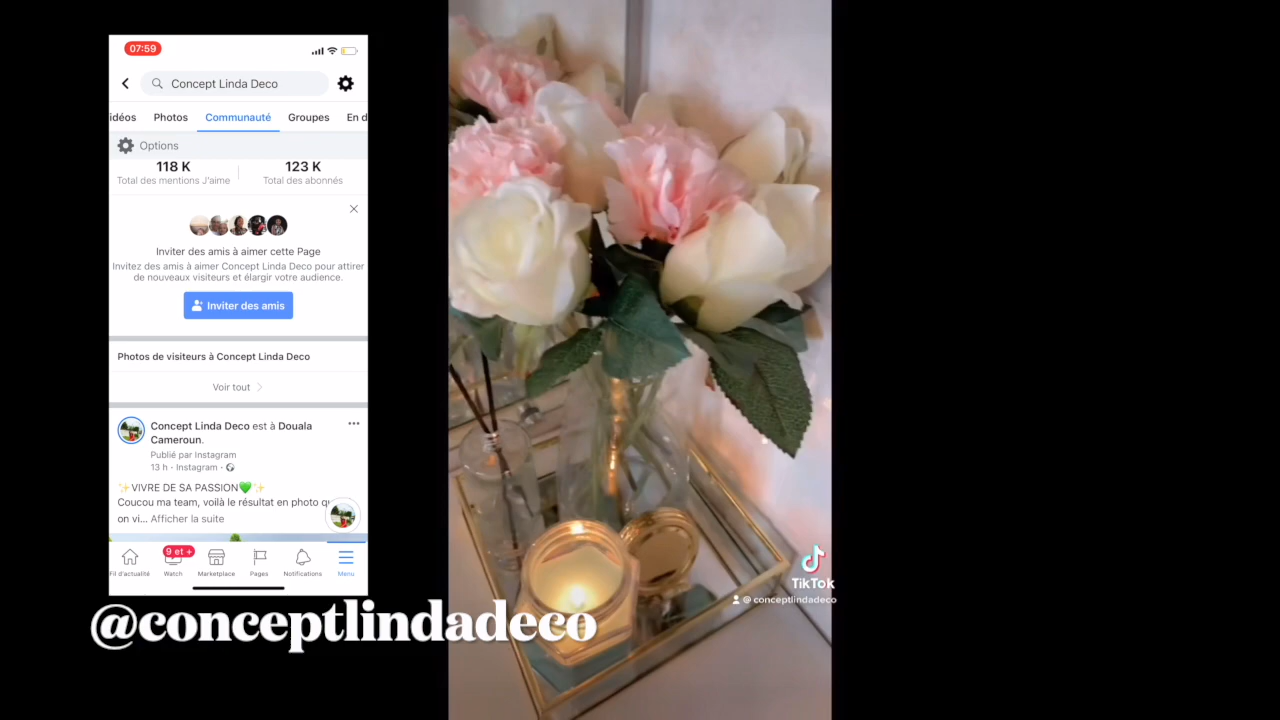 07:59
Concept Linda Deco
idéos Photos Communauté Groupes En d
Options
118 K 123 K
Total des mentions J'aime Total des abonnés
Inviter des amis à aimer cette Page
Invitez des amis à aimer Concept Linda Deco pour attirer
de nouveaux visiteurs et élargir votre audience.
Inviter des amis
Photos de visiteurs à Concept Linda Deco
Voir tout
Concept Linda Deco est à Douala
Cameroun.
Publié par Instagram
13 h · Instagram ·
✨VIVRE DE SA PASSION💚✨
Coucou ma team, voilà le résultat en photo qu
on vi... Afficher la suite
9 et +
Fil d'actualité Watch Marketplace Pages Notifications Menu
@conceptlindadeco
TikTok
@ conceptlindadeco